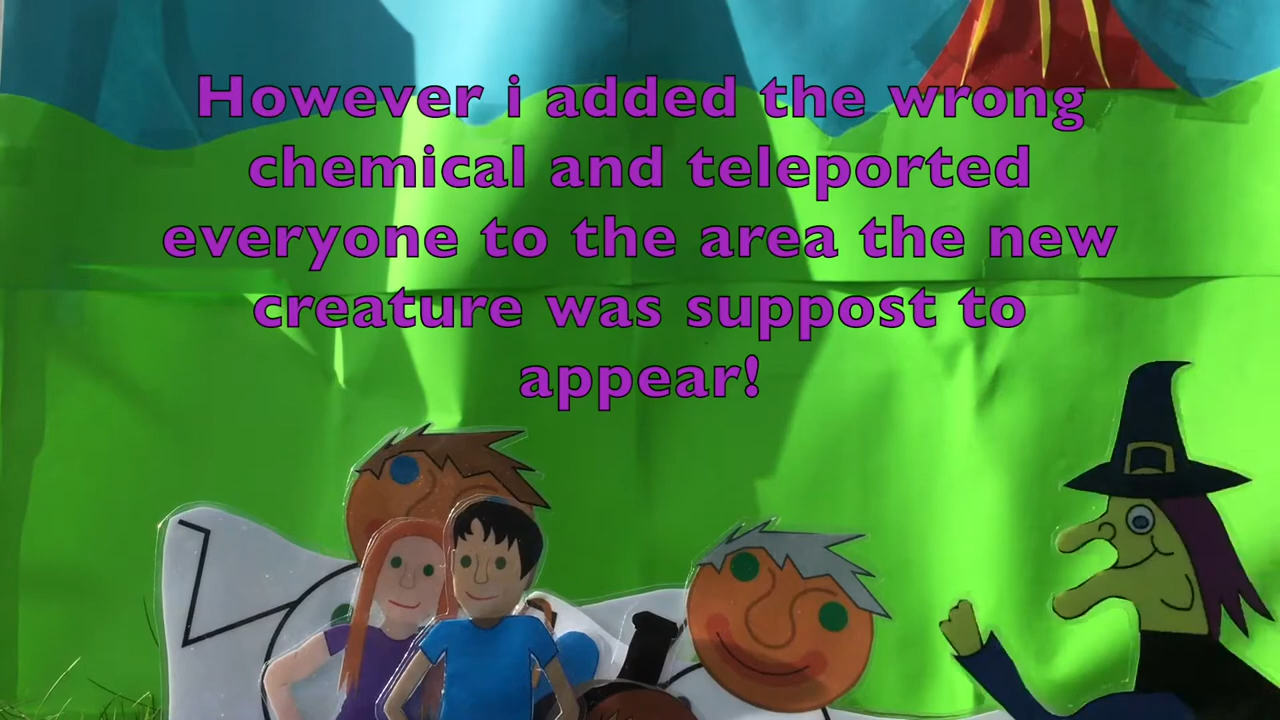 However i added the wrong
chemical and teleported
everyone to the area the new
creature was suppost to
appear!